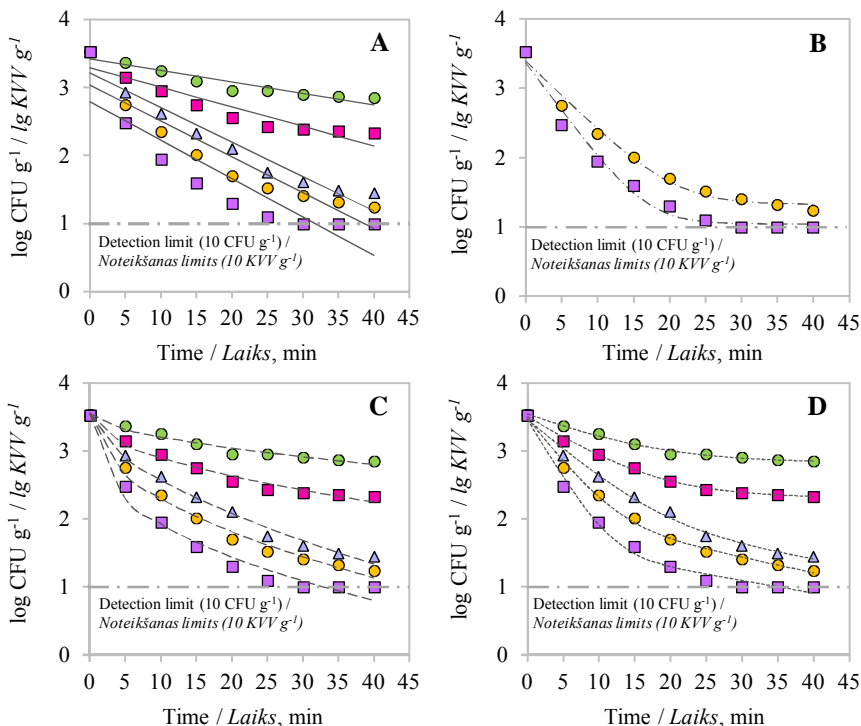 A
log CFU g⁻¹ / lg KVV g⁻¹
4
3
2
1
0
Detection limit (10 CFU g⁻¹) /
Noteikšanas limits (10 KVV g⁻¹)
0 5 10 15 20 25 30 35 40 45
Time / Laiks, min
B
log CFU g⁻¹ / lg KVV g⁻¹
4
3
2
1
0
Detection limit (10 CFU g⁻¹) /
Noteikšanas limits (10 KVV g⁻¹)
0 5 10 15 20 25 30 35 40 45
Time / Laiks, min
C
log CFU g⁻¹ / lg KVV g⁻¹
4
3
2
1
0
Detection limit (10 CFU g⁻¹) /
Noteikšanas limits (10 KVV g⁻¹)
0 5 10 15 20 25 30 35 40 45
Time / Laiks, min
D
log CFU g⁻¹ / lg KVV g⁻¹
4
3
2
1
0
Detection limit (10 CFU g⁻¹) /
Noteikšanas limits (10 KVV g⁻¹)
0 5 10 15 20 25 30 35 40 45
Time / Laiks, min